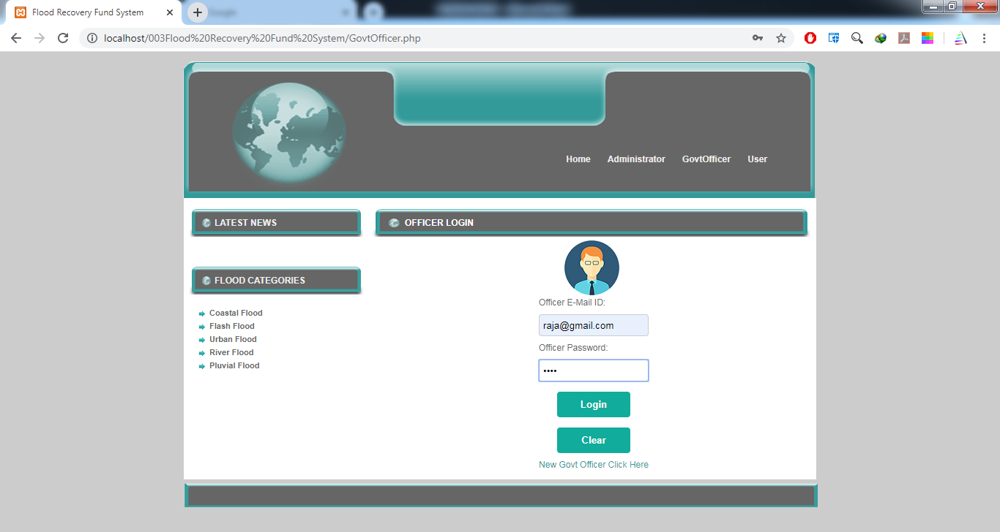 Flood Recovery Fund System
Google
localhost/003Flood%20Recovery%20Fund%20System/GovtOfficer.php
Home Administrator GovtOfficer User
LATEST NEWS
FLOOD CATEGORIES
Coastal Flood
Flash Flood
Urban Flood
River Flood
Pluvial Flood
OFFICER LOGIN
Officer E-Mail ID:
raja@gmail.com
Officer Password:
••••
Login
Clear
New Govt Officer Click Here